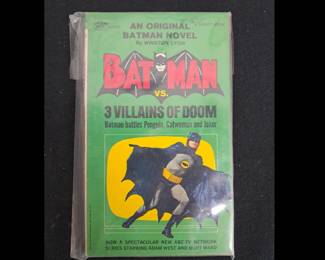 AN ORIGINAL
BATMAN NOVEL
By WINSTON LYON
BATMAN
VS.
3 VILLAINS OF DOOM
Batman battles Penguin, Catwoman and Joker
NOW A SPECTACULAR NEW ABC TV NETWORK
SERIES STARRING ADAM WEST AND BURT WARD